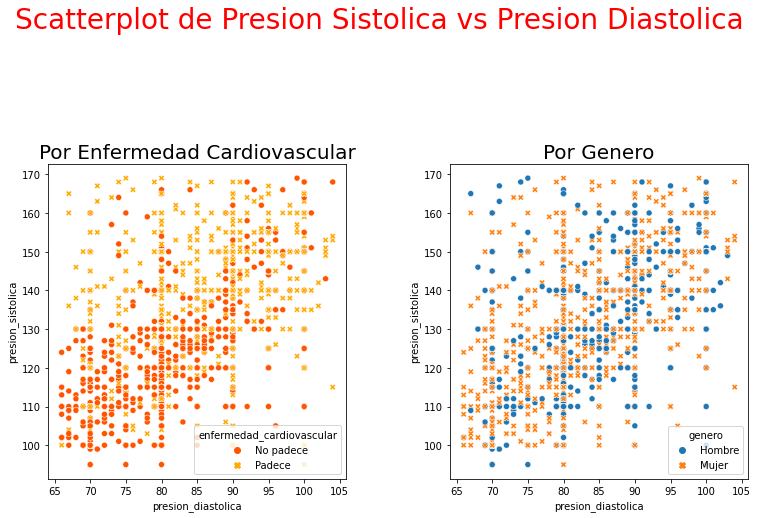 Scatterplot de Presion Sistolica vs Presion Diastolica
Por Enfermedad Cardiovascular
170
160
150
140
130
120
110
100
presion_sistolica
65 70 75 80 85 90 95 100 105
presion_diastolica
enfermedad_cardiovascular
No padece
Padece
Por Genero
170
160
150
140
130
120
110
100
presion_sistolica
65 70 75 80 85 90 95 100 105
presion_diastolica
genero
Hombre
Mujer